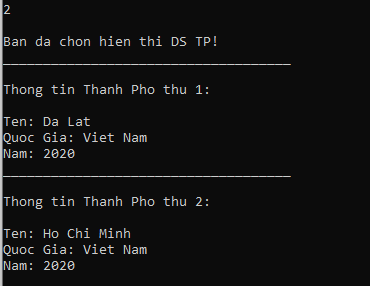 2
Ban da chon hien thi DS TP!
____________________________________
Thong tin Thanh Pho thu 1:
Ten: Da Lat
Quoc Gia: Viet Nam
Nam: 2020
____________________________________
Thong tin Thanh Pho thu 2:
Ten: Ho Chi Minh
Quoc Gia: Viet Nam
Nam: 2020